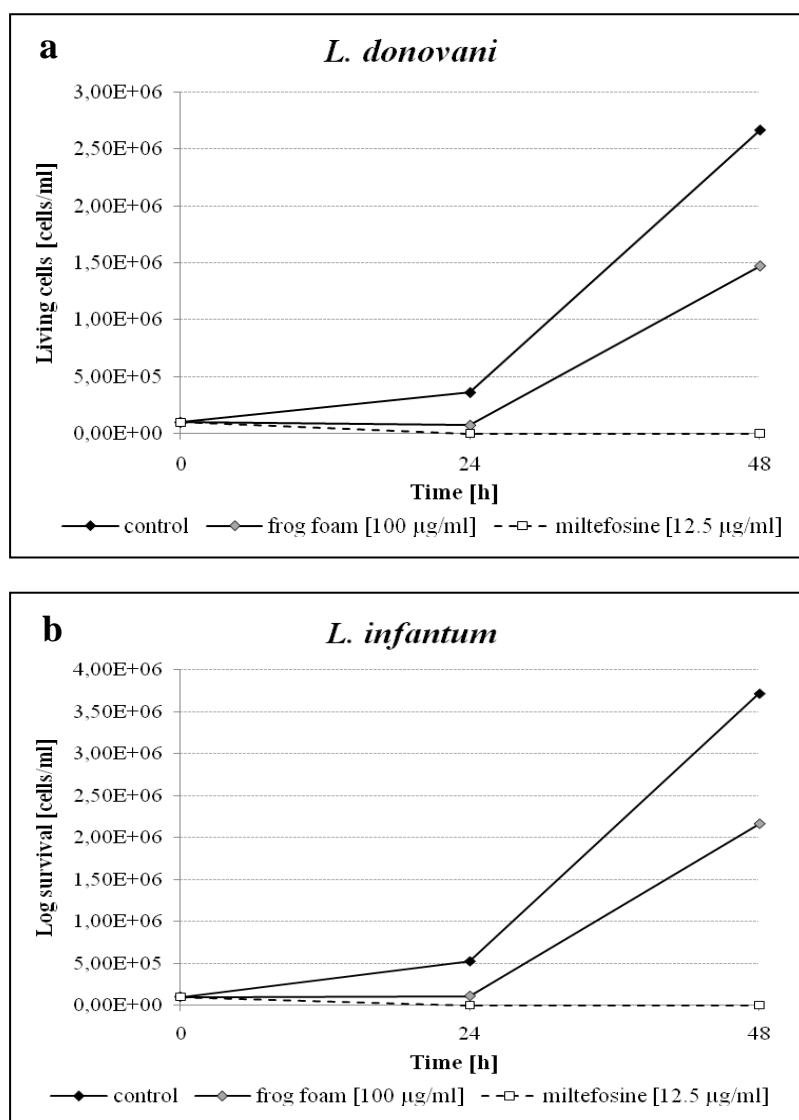 a
L. donovani
3,00E+06
2,50E+06
2,00E+06
1,50E+06
1,00E+06
5,00E+05
0,00E+00
Living cells [cells/ml]
0 24 48
Time [h]
control frog foam [100 µg/ml] miltefosine [12.5 µg/ml]
b
L. infantum
4,00E+06
3,50E+06
3,00E+06
2,50E+06
2,00E+06
1,50E+06
1,00E+06
5,00E+05
0,00E+00
Log survival [cells/ml]
0 24 48
Time [h]
control frog foam [100 µg/ml] miltefosine [12.5 µg/ml]